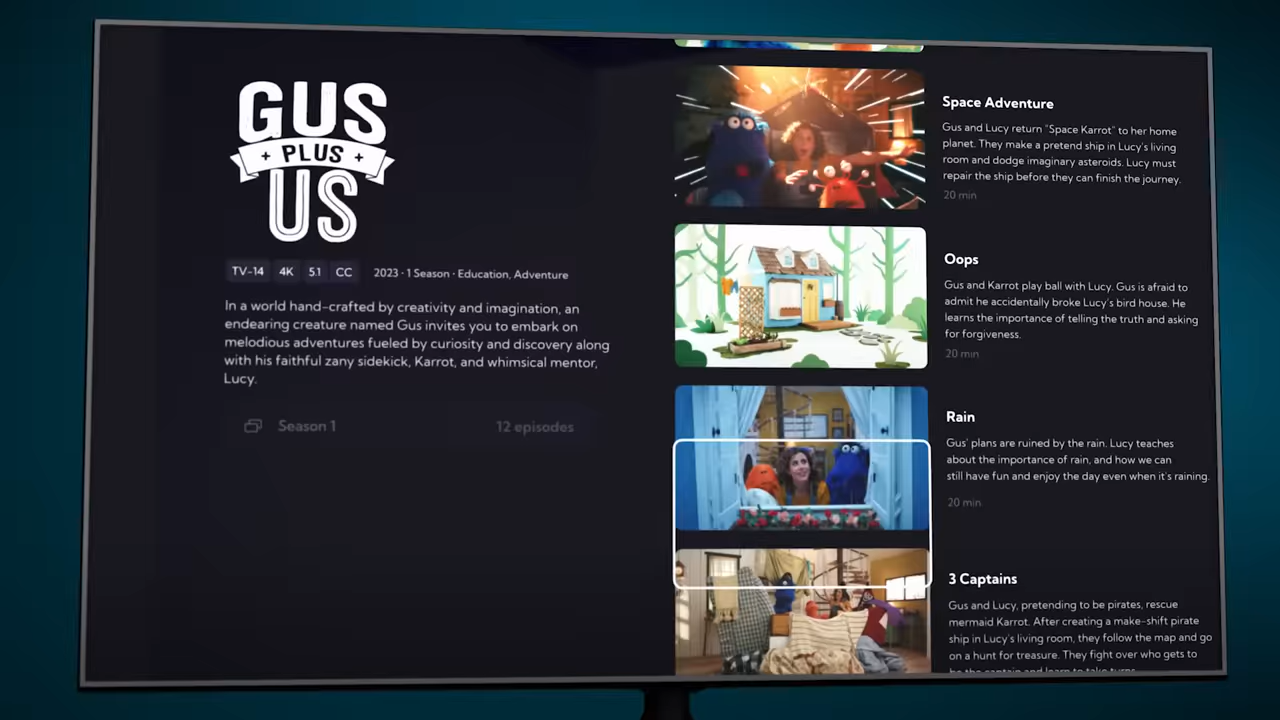 GUS
PLUS
US
TV-14 4K 5.1 CC 2023 · 1 Season · Education, Adventure
In a world hand-crafted by creativity and imagination, an
endearing creature named Gus invites you to embark on
melodious adventures fueled by curiosity and discovery along
with his faithful zany sidekick, Karrot, and whimsical mentor,
Lucy.
Season 1 12 episodes
Space Adventure
Gus and Lucy return "Space Karrot" to her home
planet. They make a pretend ship in Lucy's living
room and dodge imaginary asteroids. Lucy must
repair the ship before they can finish the journey.
20 min
Oops
Gus and Karrot play ball with Lucy. Gus is afraid to
admit he accidentally broke Lucy's bird house. He
learns the importance of telling the truth and asking
for forgiveness.
20 min
Rain
Gus' plans are ruined by the rain. Lucy teaches
about the importance of rain, and how we can
still have fun and enjoy the day even when it's raining.
20 min
3 Captains
Gus and Lucy, pretending to be pirates, rescue
mermaid Karrot. After creating a make-shift pirate
ship in Lucy's living room, they follow the map and go
on a hunt for treasure. They fight over who gets to
be the captain and learn to take turns.